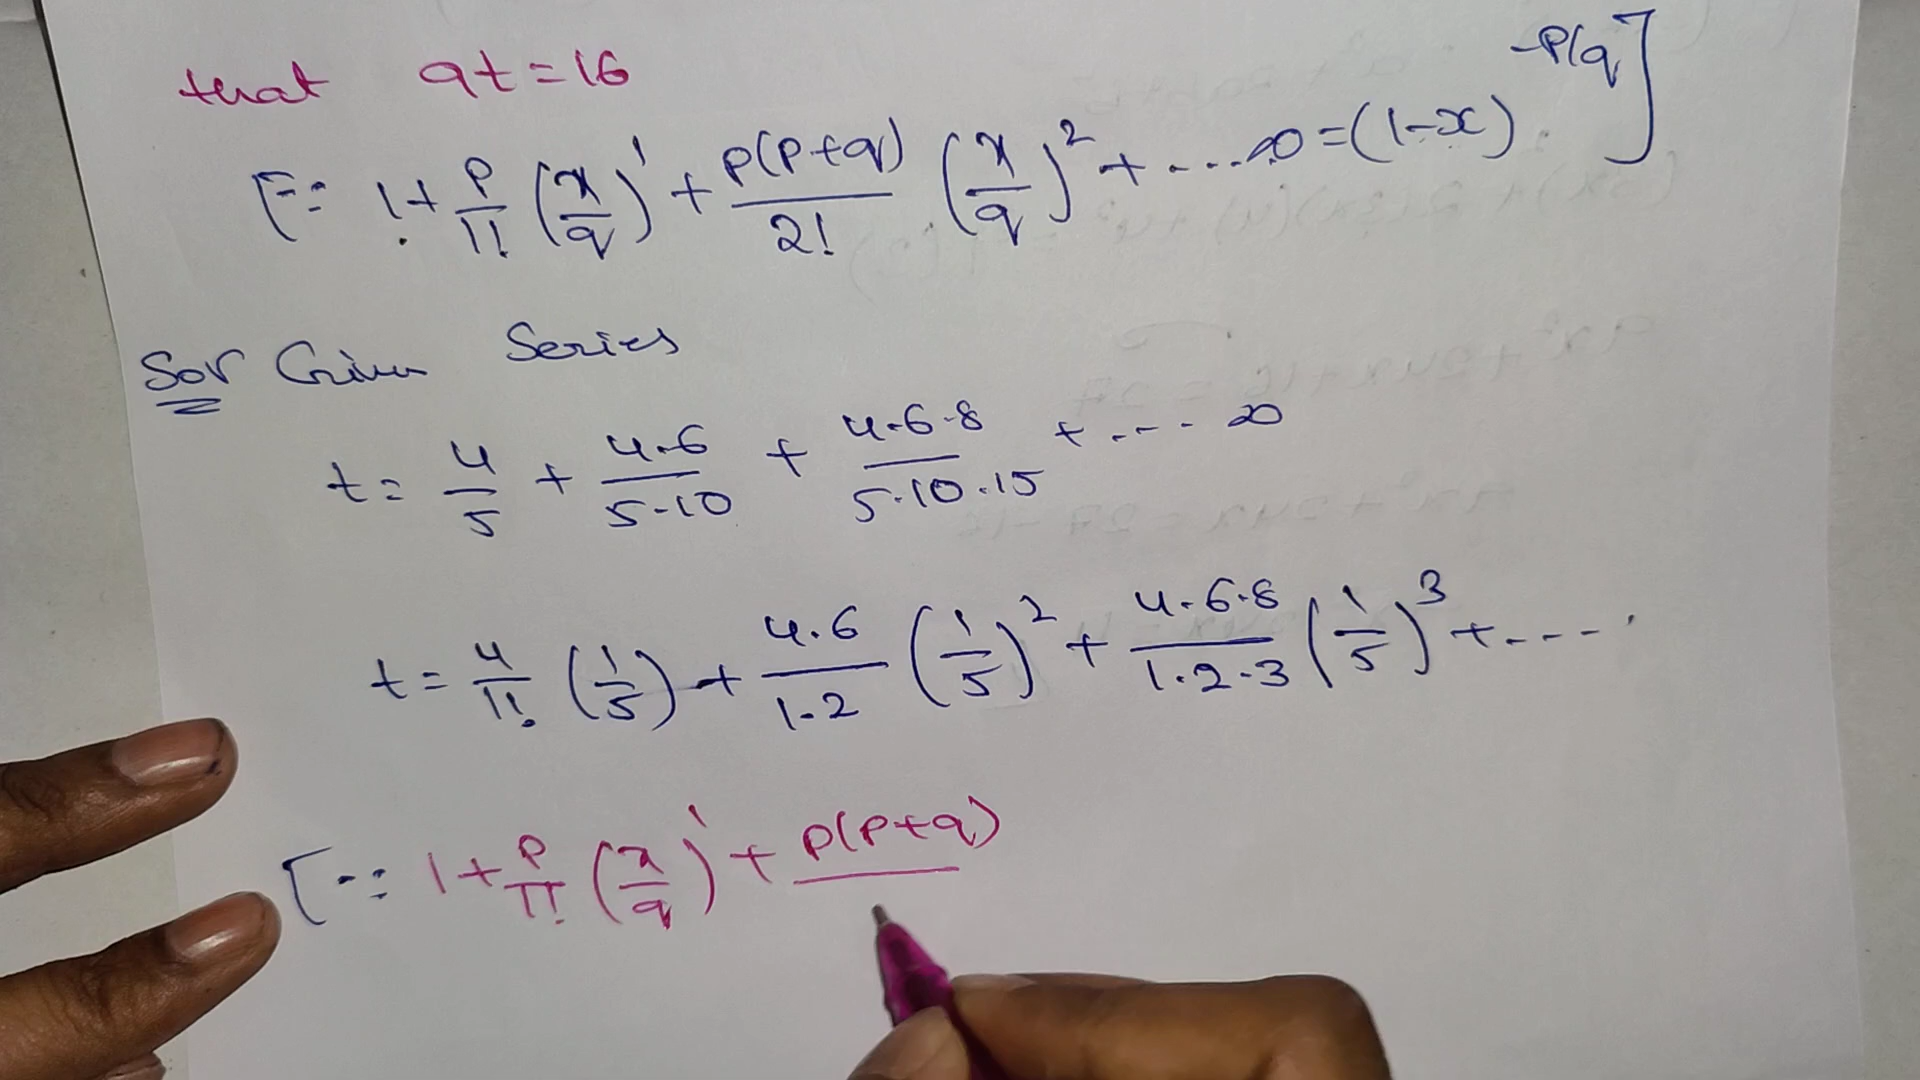 that 9t = 16
[∵ 1 + p/1! (x/q)^1 + p(p+q)/2! (x/q)^2 + .... ∞ = (1-x)^-p/q]
Sol Given Series
t = 4/5 + 4.6/5.10 + 4.6.8/5.10.15 + .... ∞
t = 4/1! (1/5) + 4.6/1.2 (1/5)^2 + 4.6.8/1.2.3 (1/5)^3 + ....
[∵ 1 + p/1! (x/q)^1 + p(p+q)